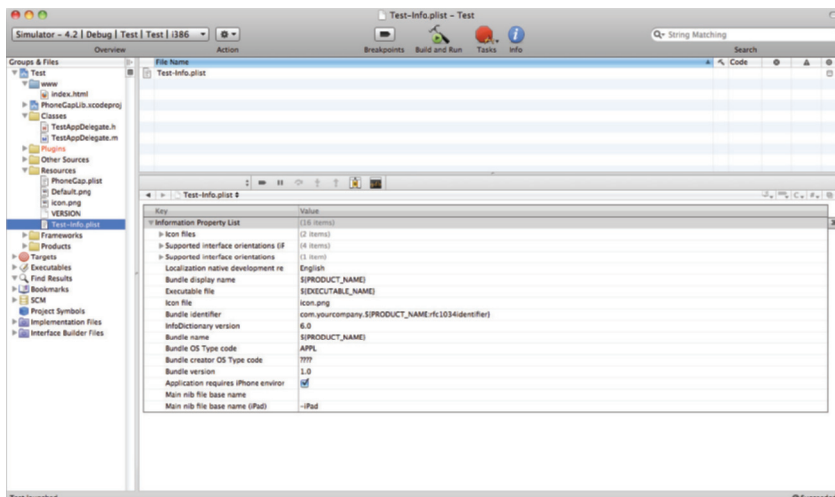 Test-Info.plist – Test
Simulator - 4.2 | Debug | Test | Test | i386
Overview
Action
Breakpoints
Build and Run
Tasks
Info
String Matching
Search
Groups & Files
Test
www
index.html
PhoneGapLib.xcodeproj
Classes
TestAppDelegate.h
TestAppDelegate.m
Plugins
Other Sources
Resources
PhoneGap.plist
Default.png
icon.png
VERSION
Test-Info.plist
Frameworks
Products
Targets
Executables
Find Results
Bookmarks
SCM
Project Symbols
Implementation Files
Interface Builder Files
File Name
Code
Test-Info.plist
Test-Info.plist
Key Value
Information Property List (16 items)
Icon files (2 items)
Supported interface orientations (iF (4 items)
Supported interface orientations (1 item)
Localization native development re English
Bundle display name ${PRODUCT_NAME}
Executable file ${EXECUTABLE_NAME}
Icon file icon.png
Bundle identifier com.yourcompany.${PRODUCT_NAME:rfc1034identifier}
InfoDictionary version 6.0
Bundle name ${PRODUCT_NAME}
Bundle OS Type code APPL
Bundle creator OS Type code ????
Bundle version 1.0
Application requires iPhone environ
Main nib file base name
Main nib file base name (iPad) -iPad